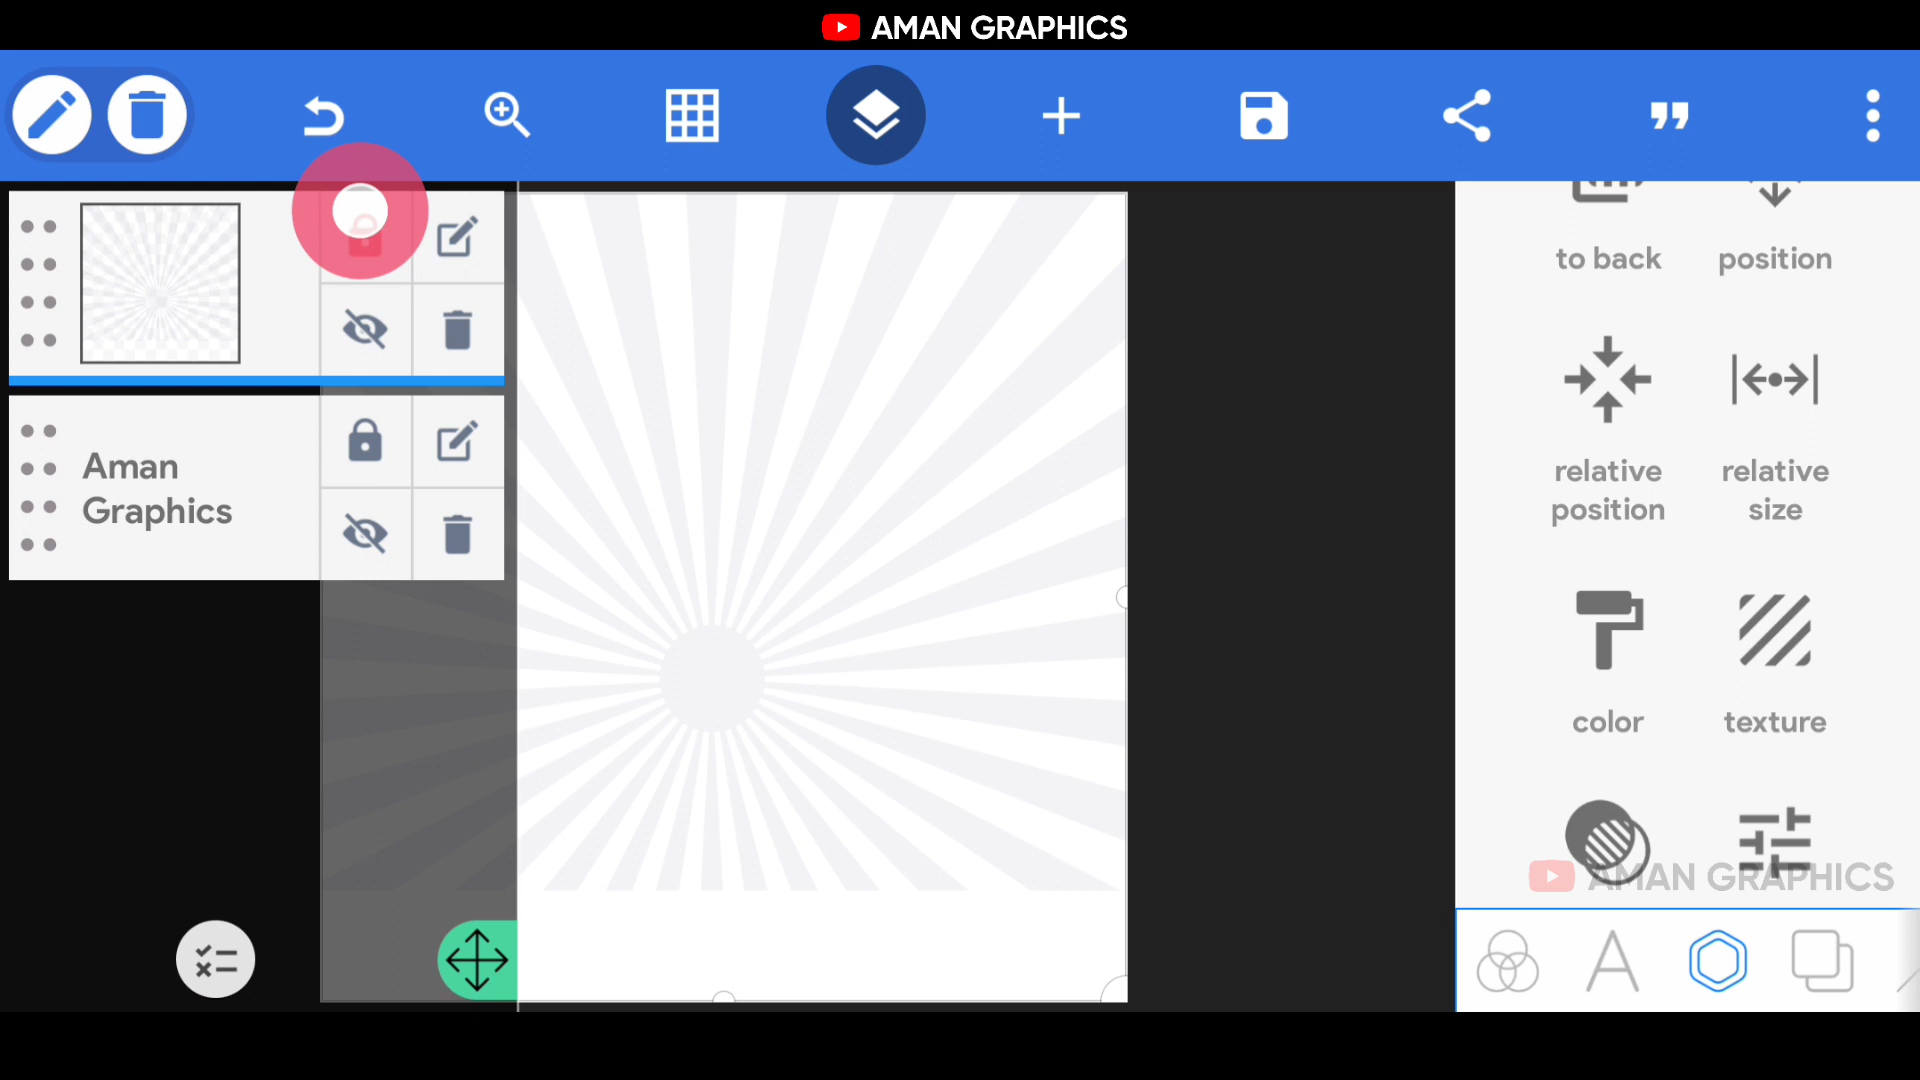 AMAN GRAPHICS
to back
position
Aman
Graphics
relative
position
relative
size
color
texture
AMAN GRAPHICS